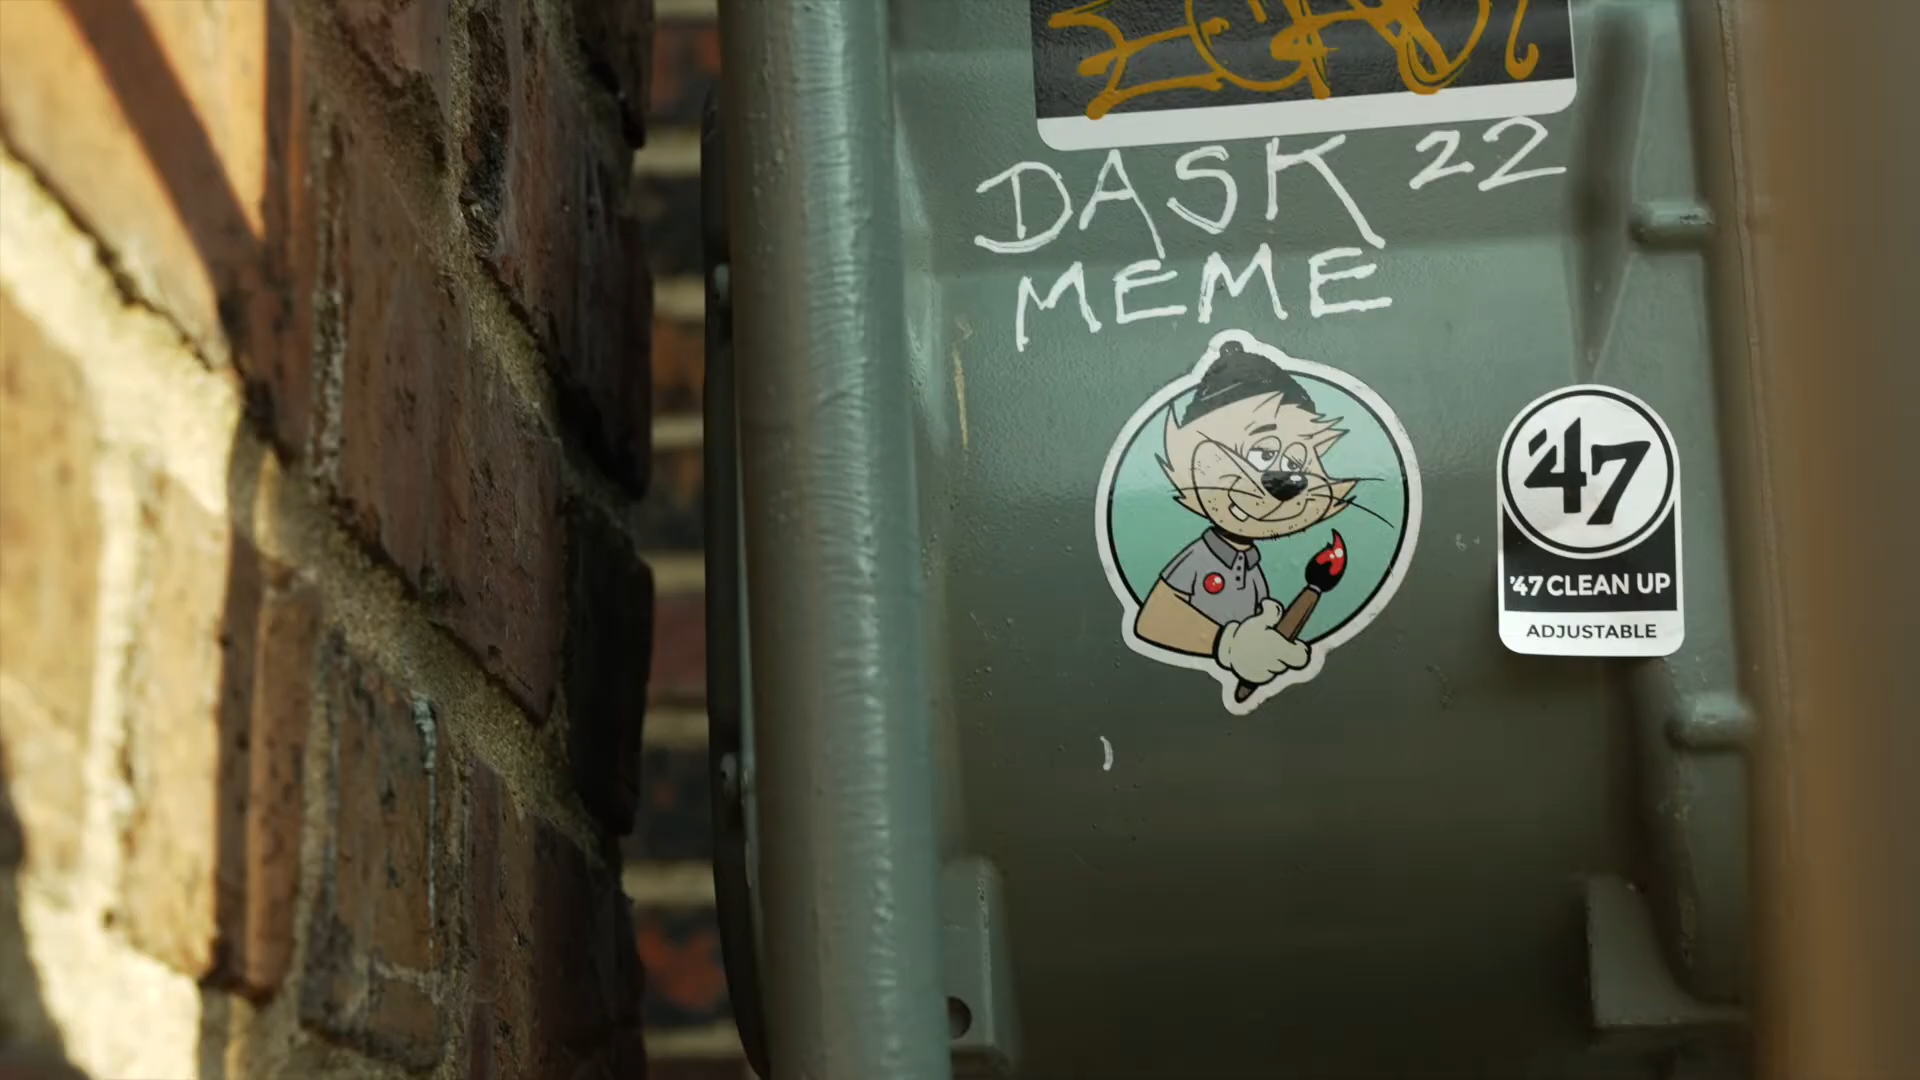 DASK 22
MEME
'47
'47 CLEAN UP
ADJUSTABLE